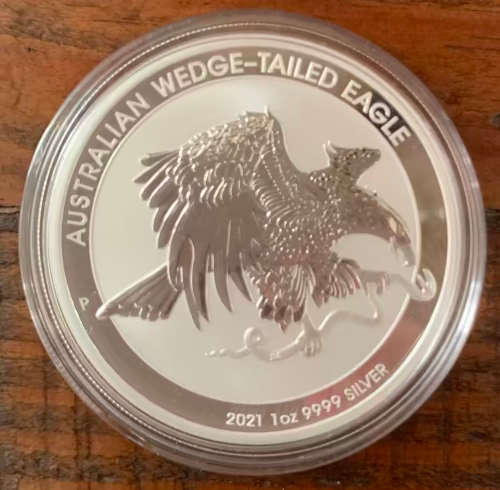 AUSTRALIAN WEDGE-TAILED EAGLE
P
2021 1oz 9999 SILVER